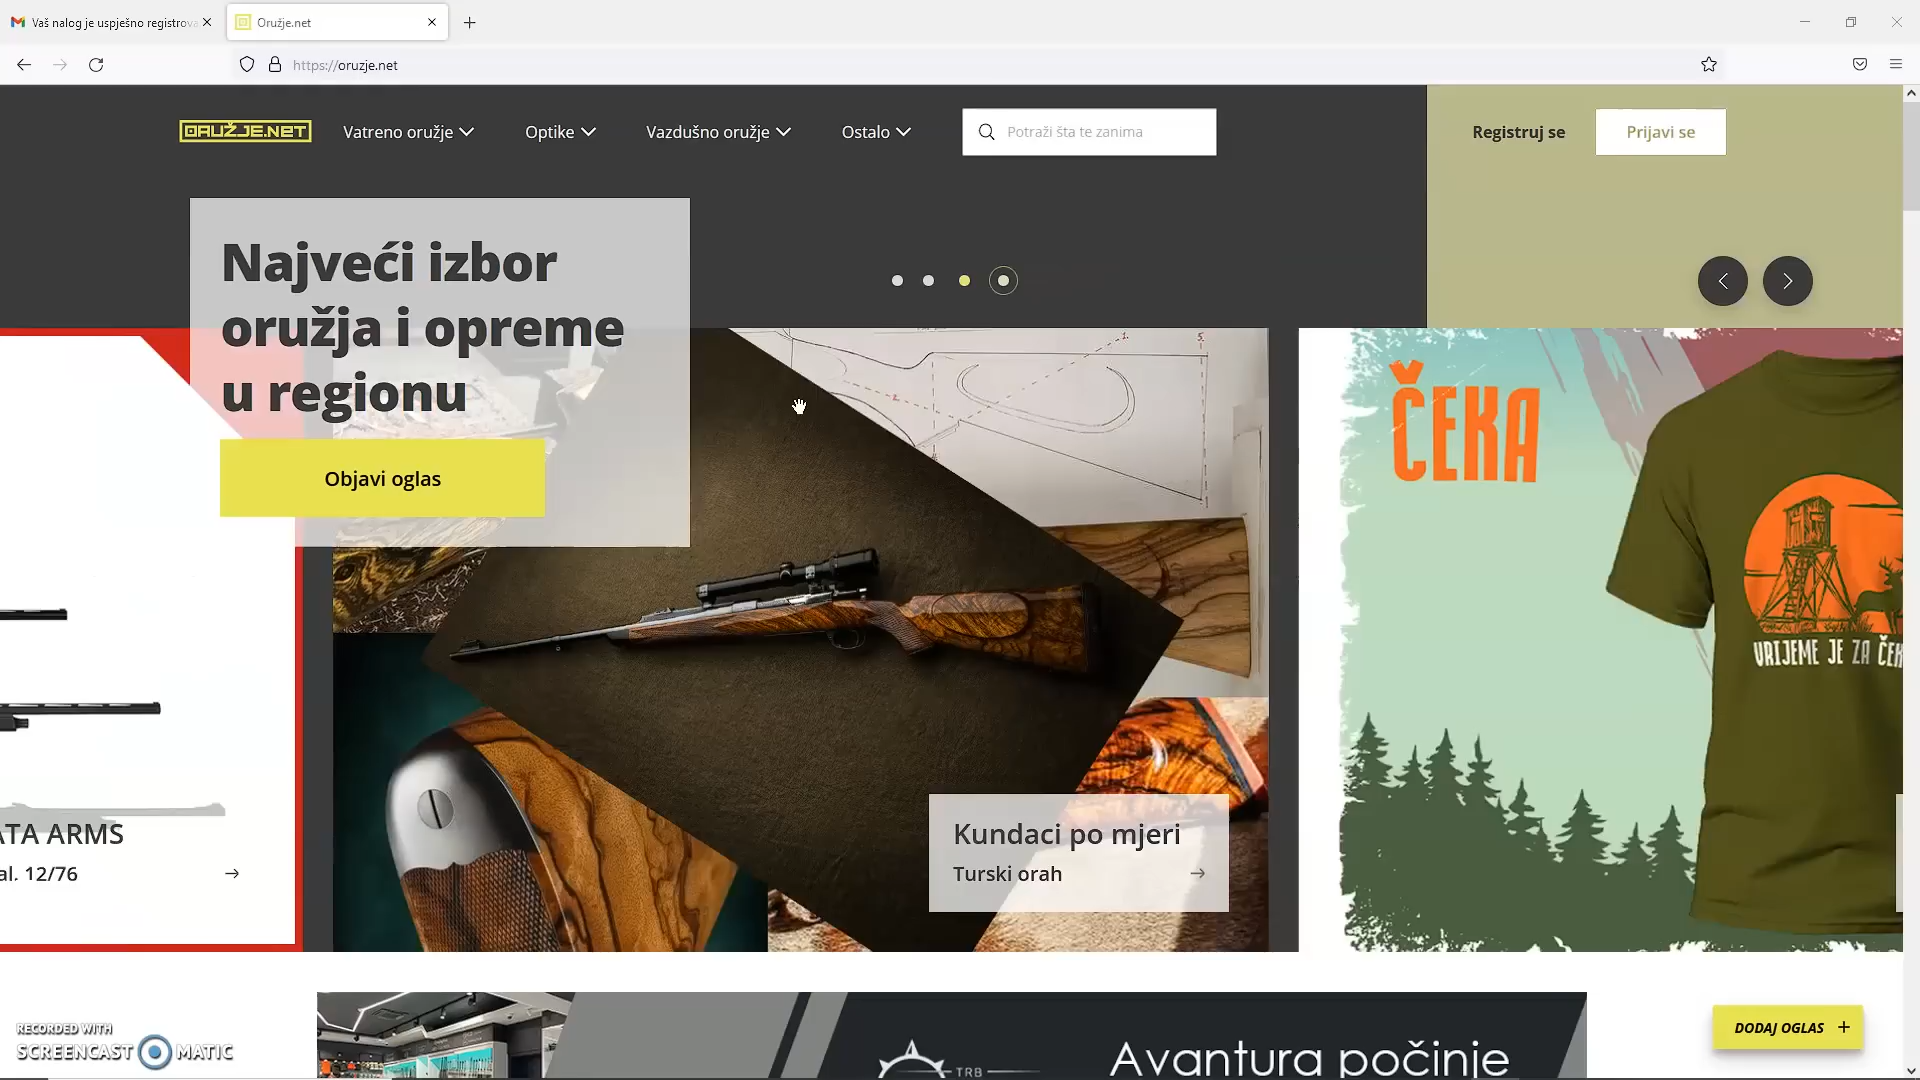 Vaš nalog je uspješno registrova
Oružje.net
https://oruzje.net
ORUŽJE.NET
Vatreno oružje
Optike
Vazdušno oružje
Ostalo
Potraži šta te zanima
Registruj se
Prijavi se
Najveći izbor
oružja i opreme
u regionu
Objavi oglas
ČEKA
VRIJEME JE ZA ČEK
ATA ARMS
al. 12/76
Kundaci po mjeri
Turski orah
RECORDED WITH
SCREENCAST MATIC
TRB
Avantura počinje
DODAJ OGLAS +